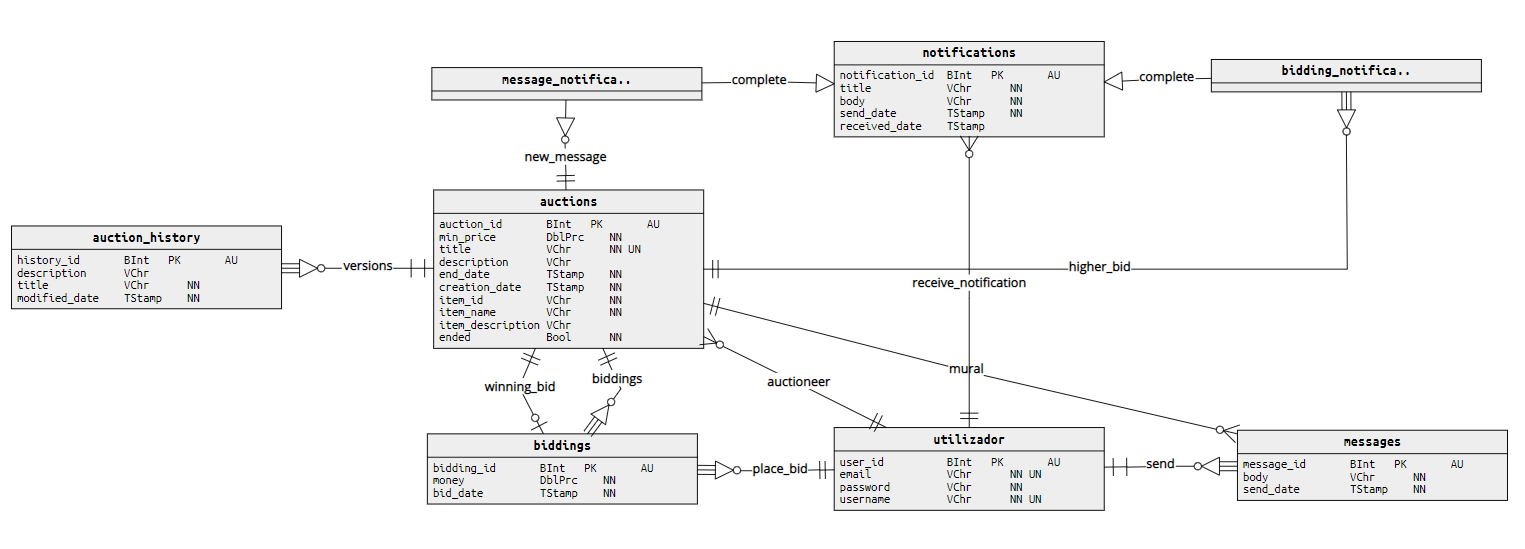 notifications
notification_id BInt PK AU
title VChr NN
body VChr NN
send_date TStamp NN
received_date TStamp
message_notifica..
complete
complete
bidding_notifica..
new_message
auctions
auction_id BInt PK AU
min_price DblPrc NN
title VChr NN UN
description VChr
end_date TStamp NN
creation_date TStamp NN
item_id VChr NN
item_name VChr NN
item_description VChr
ended Bool NN
auction_history
history_id BInt PK AU
description VChr
title VChr NN
modified_date TStamp NN
versions
higher_bid
receive_notification
mural
auctioneer
winning_bid
biddings
biddings
bidding_id BInt PK AU
money DblPrc NN
bid_date TStamp NN
place_bid
utilizador
user_id BInt PK AU
email VChr NN UN
password VChr NN
username VChr NN UN
send
messages
message_id BInt PK AU
body VChr NN
send_date TStamp NN